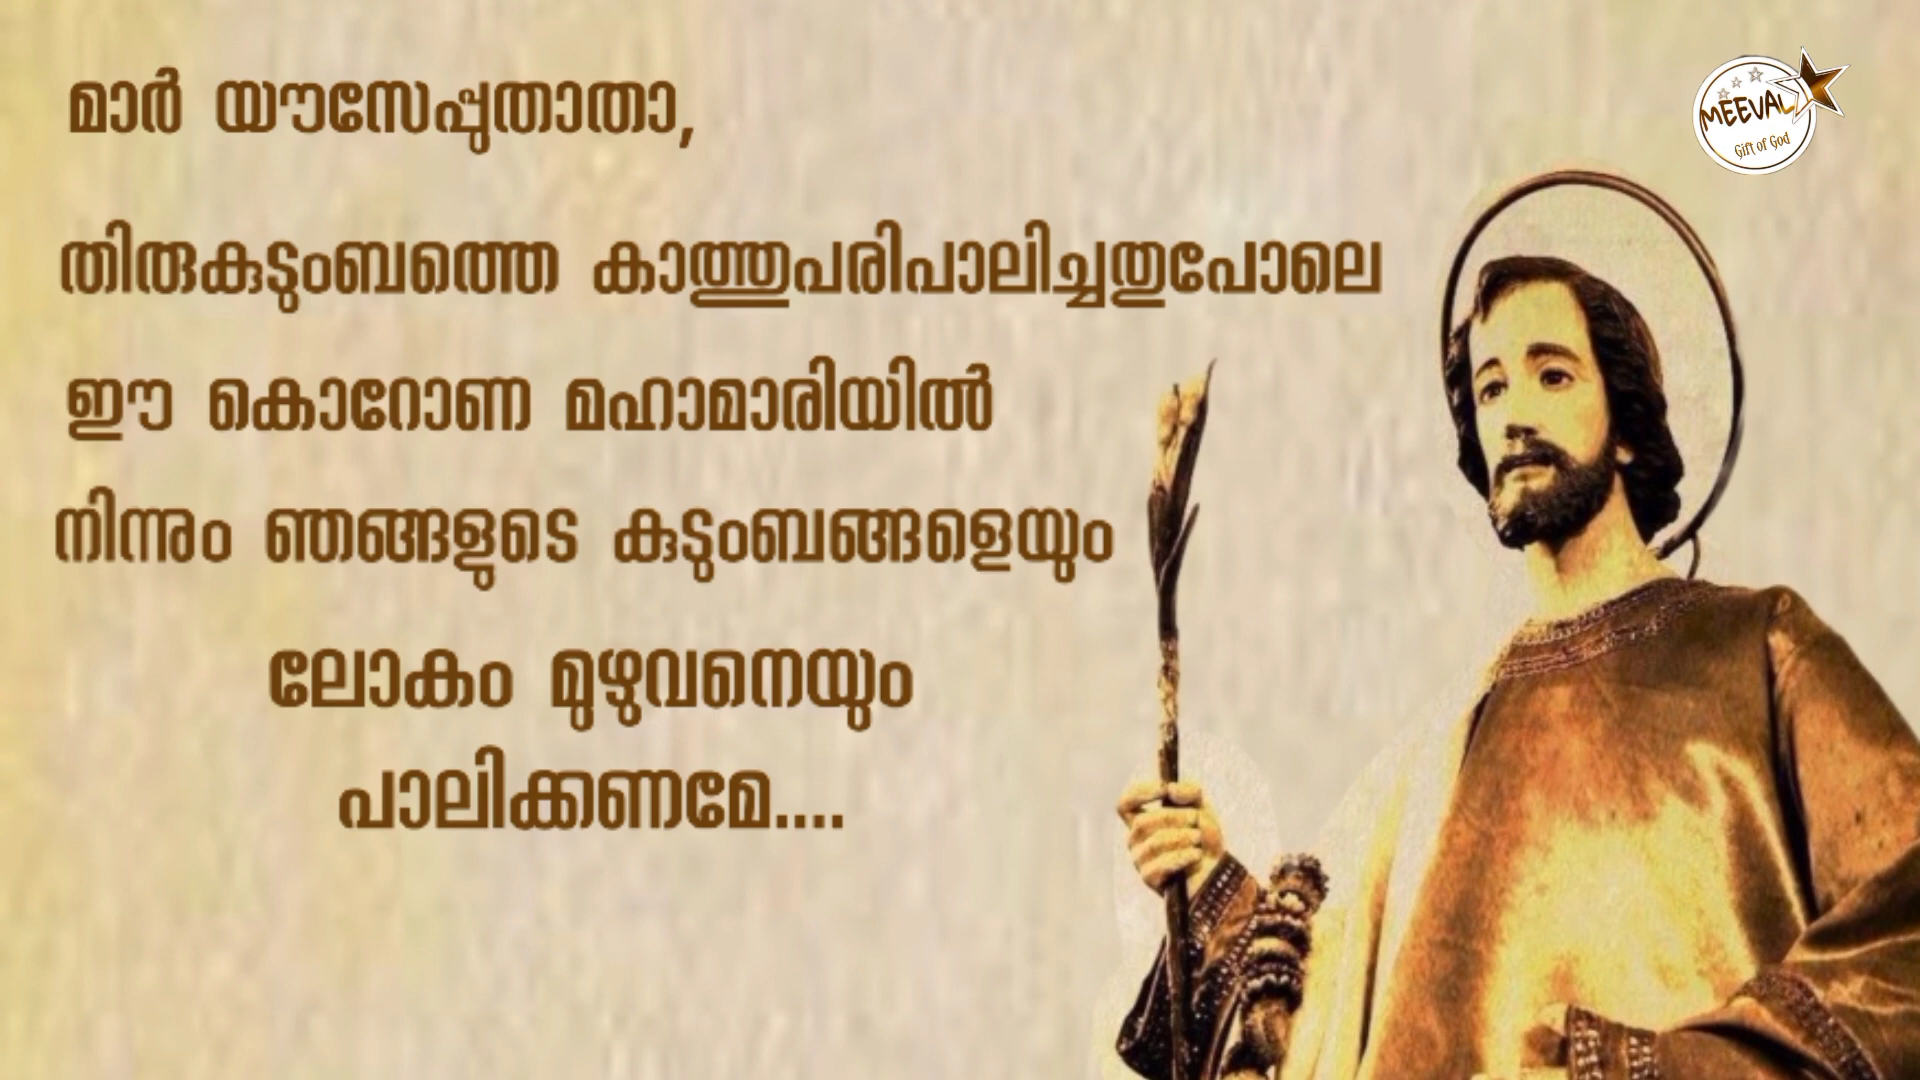 മാർ യൗസേപ്പുതാതാ,
തിരുകുടുംബത്തെ കാത്തുപരിപാലിച്ചതുപോലെ
ഈ കൊറോണ മഹാമാരിയിൽ
നിന്നും ഞങ്ങളുടെ കുടുംബങ്ങളെയും
ലോകം മുഴുവനെയും
പാലിക്കണമേ....
MEEVAL
Gift of God